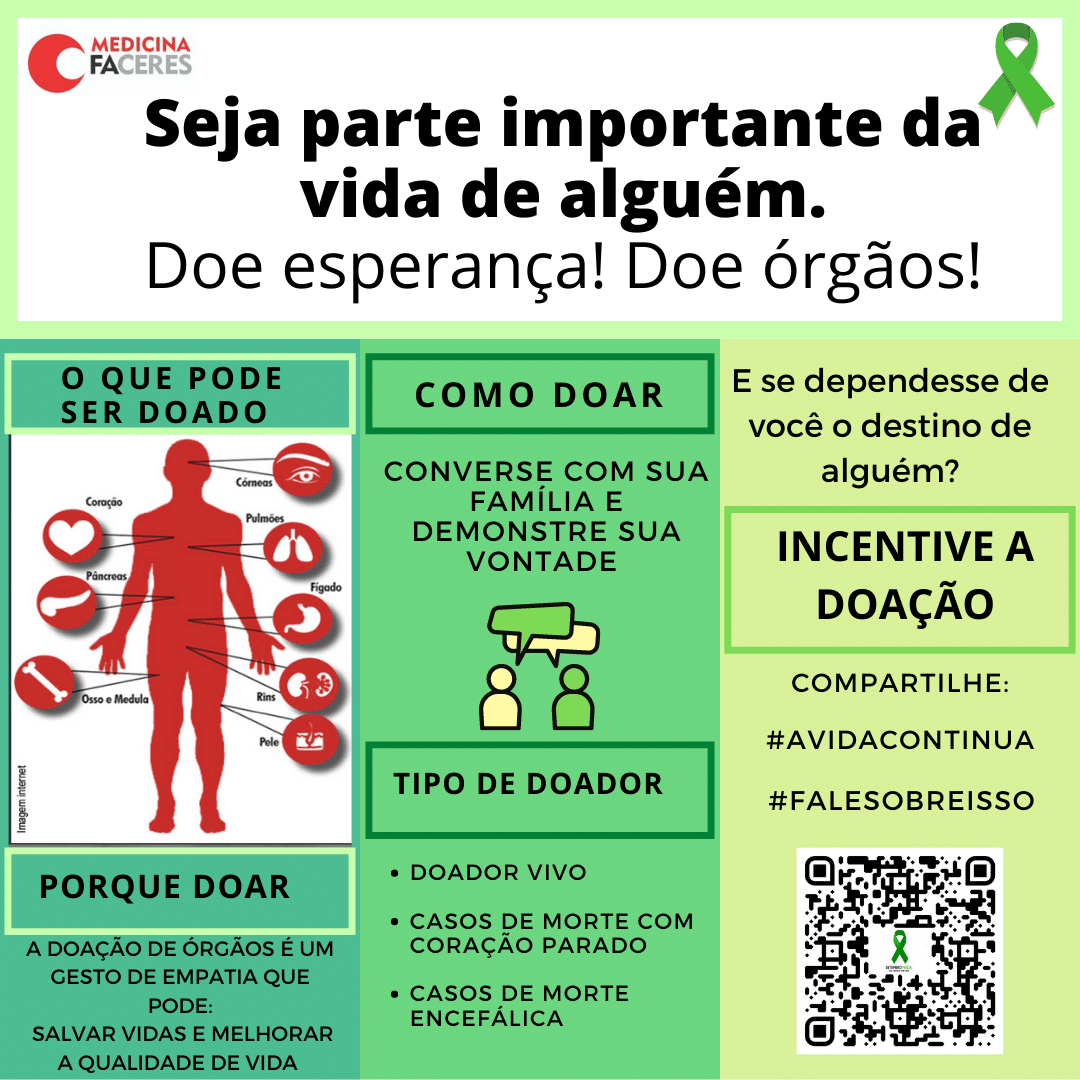 MEDICINA
FACERES
Seja parte importante da
vida de alguém.
Doe esperança! Doe órgãos!
O QUE PODE
SER DOADO
Córneas
Coração
Pulmões
Pâncreas
Fígado
Osso e Medula
Rins
Pele
Imagem internet
PORQUE DOAR
A DOAÇÃO DE ÓRGÃOS É UM
GESTO DE EMPATIA QUE
PODE:
SALVAR VIDAS E MELHORAR
A QUALIDADE DE VIDA
COMO DOAR
CONVERSE COM SUA
FAMÍLIA E
DEMONSTRE SUA
VONTADE
TIPO DE DOADOR
• DOADOR VIVO
• CASOS DE MORTE COM
CORAÇÃO PARADO
• CASOS DE MORTE
ENCEFÁLICA
E se dependesse de
você o destino de
alguém?
INCENTIVE A
DOAÇÃO
COMPARTILHE:
#AVIDACONTINUA
#FALESOBREISSO
SETEMBROVERDE